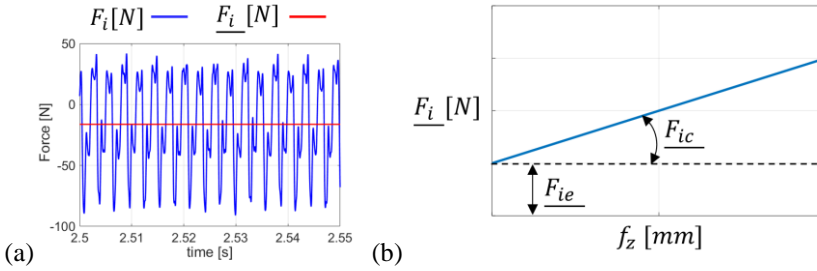 F_i[N] F_i [N]
50
0
-50
-100
Force [N]
2.5 2.51 2.52 2.53 2.54 2.55
time [s]
(a)
F_i [N]
F_ic
F_ie
f_z [mm]
(b)